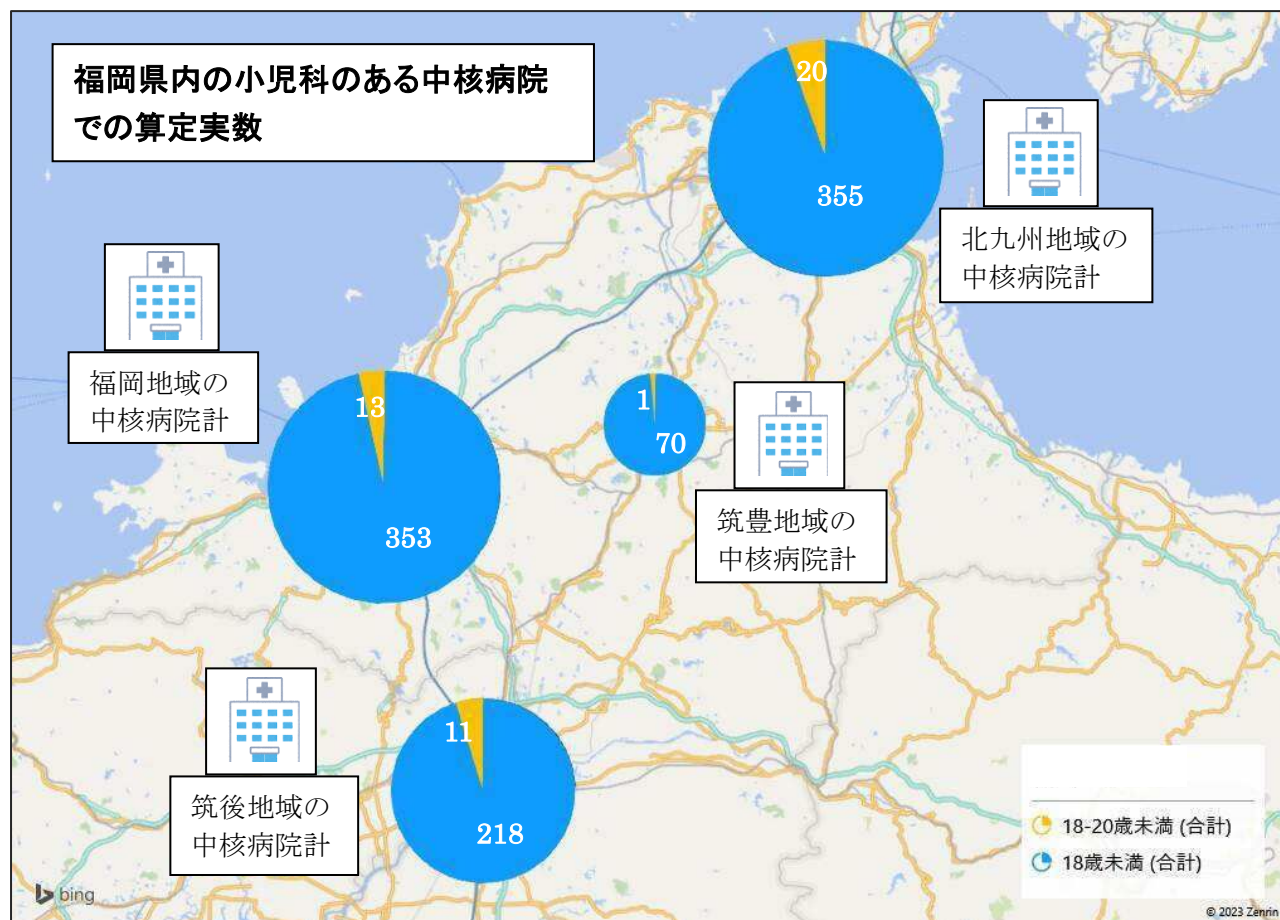 福岡県内の小児科のある中核病院
での算定実数
20
355
北九州地域の
中核病院計
福岡地域の
中核病院計
13
353
1
70
筑豊地域の
中核病院計
11
218
筑後地域の
中核病院計
18-20歳未満 (合計)
18歳未満 (合計)
bing
© 2023 Zenrin